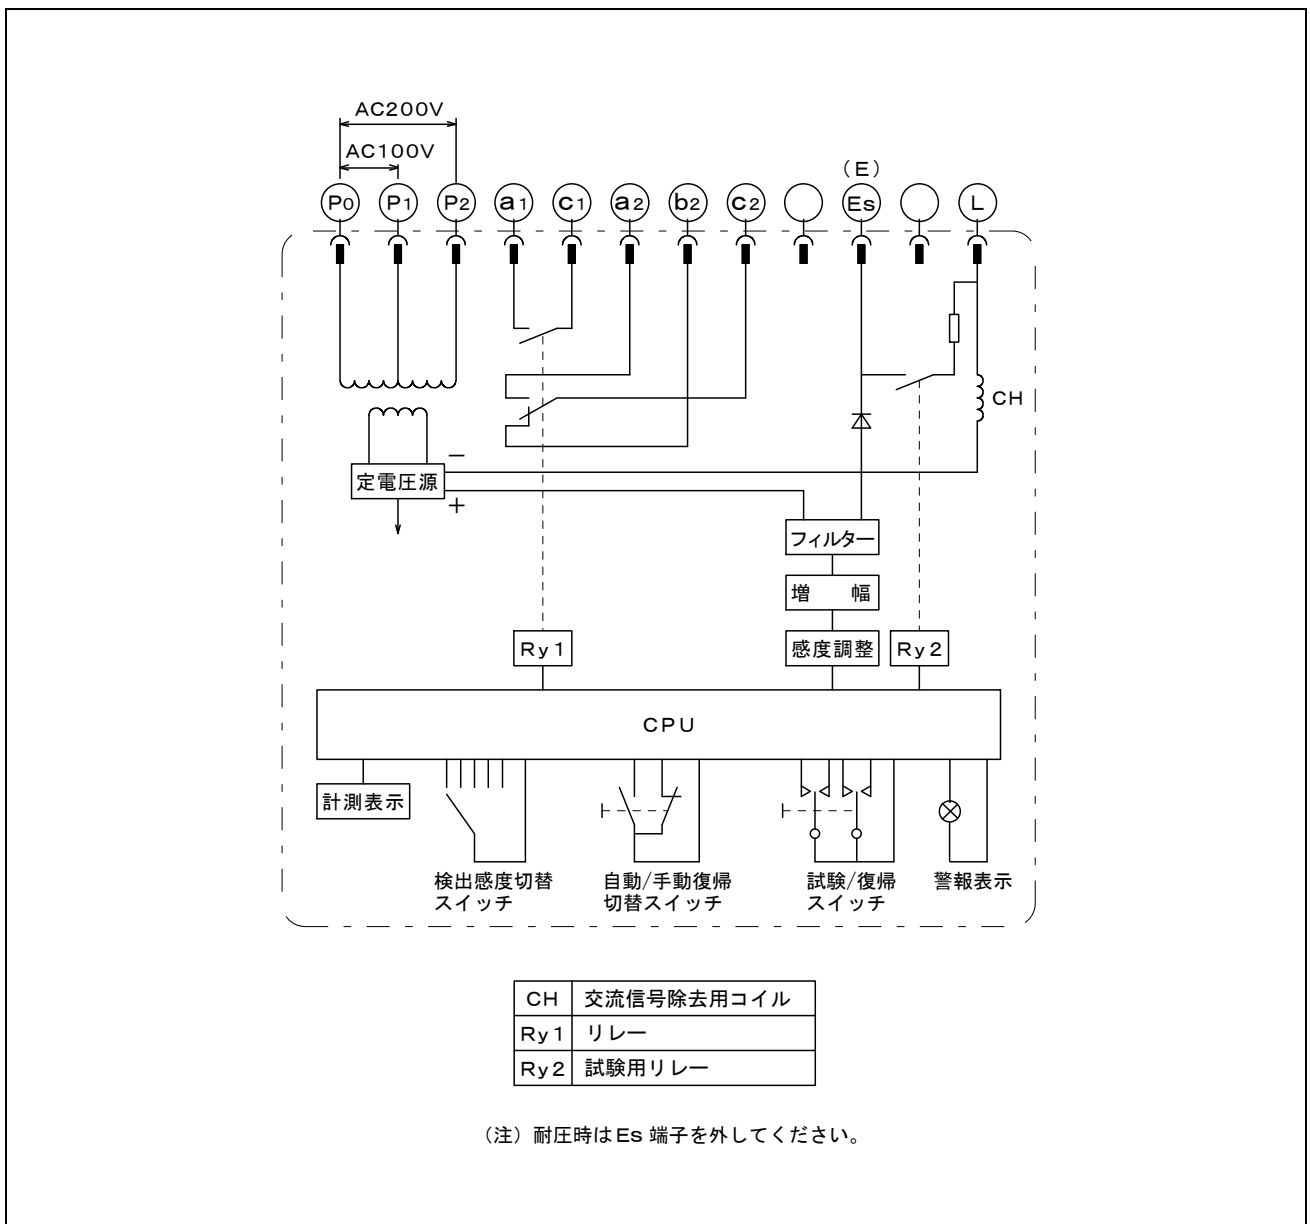 AC200V
AC100V
(E)
P0 P1 P2 a1 c1 a2 b2 c2 Es L
CH
−
定電圧源
+
フィルター
増 幅
Ry1 感度調整 Ry2
CPU
計測表示
検出感度切替
スイッチ
自動/手動復帰
切替スイッチ
試験/復帰
スイッチ
警報表示
CH 交流信号除去用コイル
Ry1 リレー
Ry2 試験用リレー
(注)耐圧時はEs 端子を外してください。